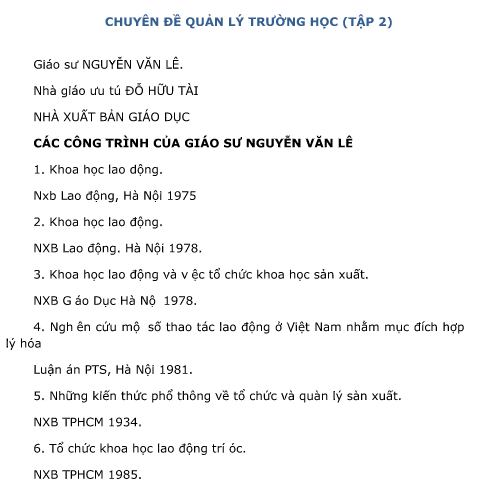 CHUYÊN ĐỀ QUẢN LÝ TRƯỜNG HỌC (TẬP 2)
Giáo sư NGUYỄN VĂN LÊ.
Nhà giáo ưu tú ĐỖ HỮU TÀI
NHÀ XUẤT BẢN GIÁO DỤC
CÁC CÔNG TRÌNH CỦA GIÁO SƯ NGUYỄN VĂN LÊ
1. Khoa học lao dộng.
Nxb Lao động, Hà Nội 1975
2. Khoa học lao động.
NXB Lao động. Hà Nội 1978.
3. Khoa học lao động và v ệc tổ chức khoa học sản xuất.
NXB G áo Dục Hà Nộ 1978.
4. Ngh ên cứu mộ số thao tác lao động ở Việt Nam nhằm mục đích hợp
lý hóa
Luận án PTS, Hà Nội 1981.
5. Những kiến thức phổ thông về tổ chức và quàn lý sàn xuất.
NXB TPHCM 1934.
6. Tổ chức khoa học lao động trí óc.
NXB TPHCM 1985.